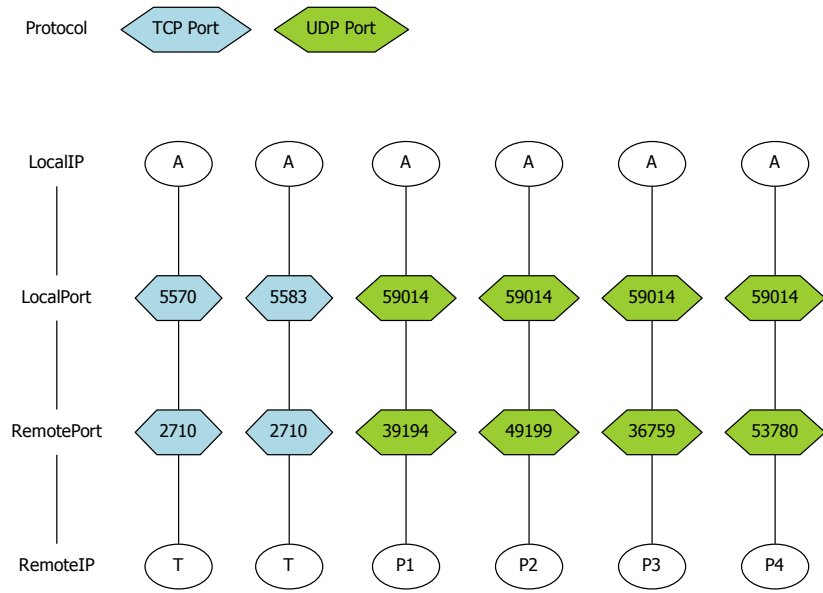 Protocol TCP Port UDP Port
LocalIP A A A A A A
LocalPort 5570 5583 59014 59014 59014 59014
RemotePort 2710 2710 39194 49199 36759 53780
RemoteIP T T P1 P2 P3 P4